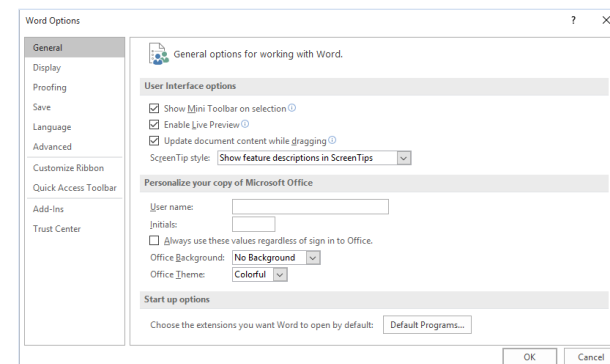 Word Options
General
Display
Proofing
Save
Language
Advanced
Customize Ribbon
Quick Access Toolbar
Add-Ins
Trust Center
General options for working with Word.
User Interface options
Show Mini Toolbar on selection
Enable Live Preview
Update document content while dragging
ScreenTip style: Show feature descriptions in ScreenTips
Personalize your copy of Microsoft Office
User name:
Initials:
Always use these values regardless of sign in to Office.
Office Background: No Background
Office Theme: Colorful
Start up options
Choose the extensions you want Word to open by default: Default Programs...
OK Cancel